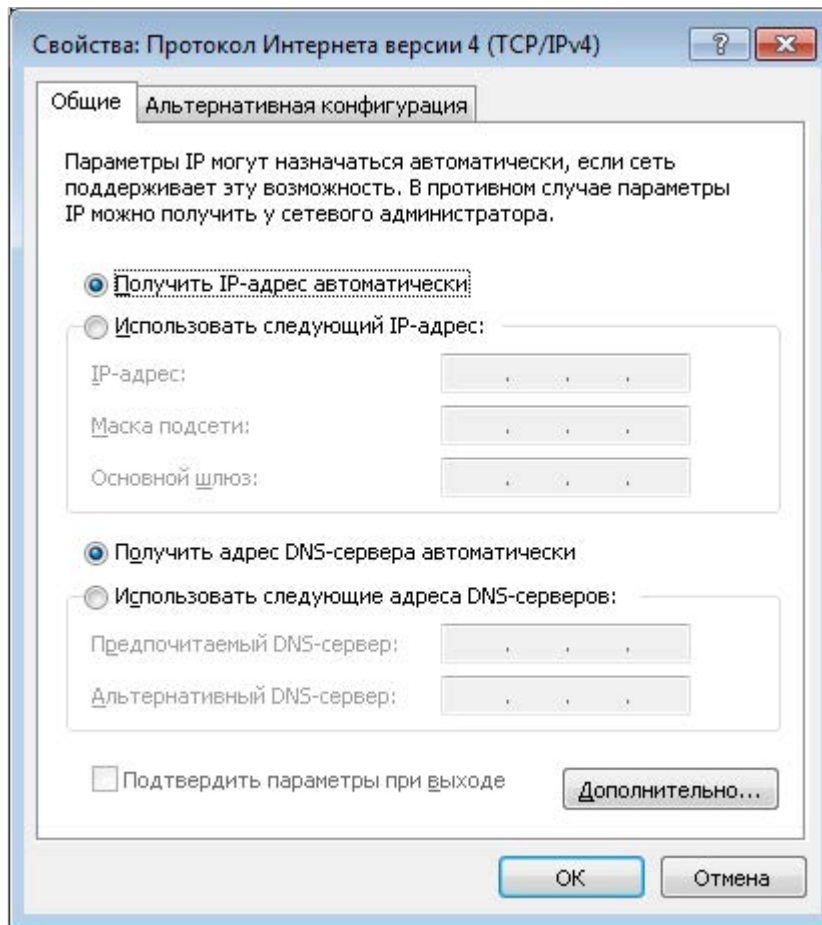 Свойства: Протокол Интернета версии 4 (TCP/IPv4)
Общие
Альтернативная конфигурация
Параметры IP могут назначаться автоматически, если сеть
поддерживает эту возможность. В противном случае параметры
IP можно получить у сетевого администратора.
Получить IP-адрес автоматически
Использовать следующий IP-адрес:
IP-адрес:
Маска подсети:
Основной шлюз:
Получить адрес DNS-сервера автоматически
Использовать следующие адреса DNS-серверов:
Предпочитаемый DNS-сервер:
Альтернативный DNS-сервер:
Подтвердить параметры при выходе
Дополнительно...
ОК
Отмена